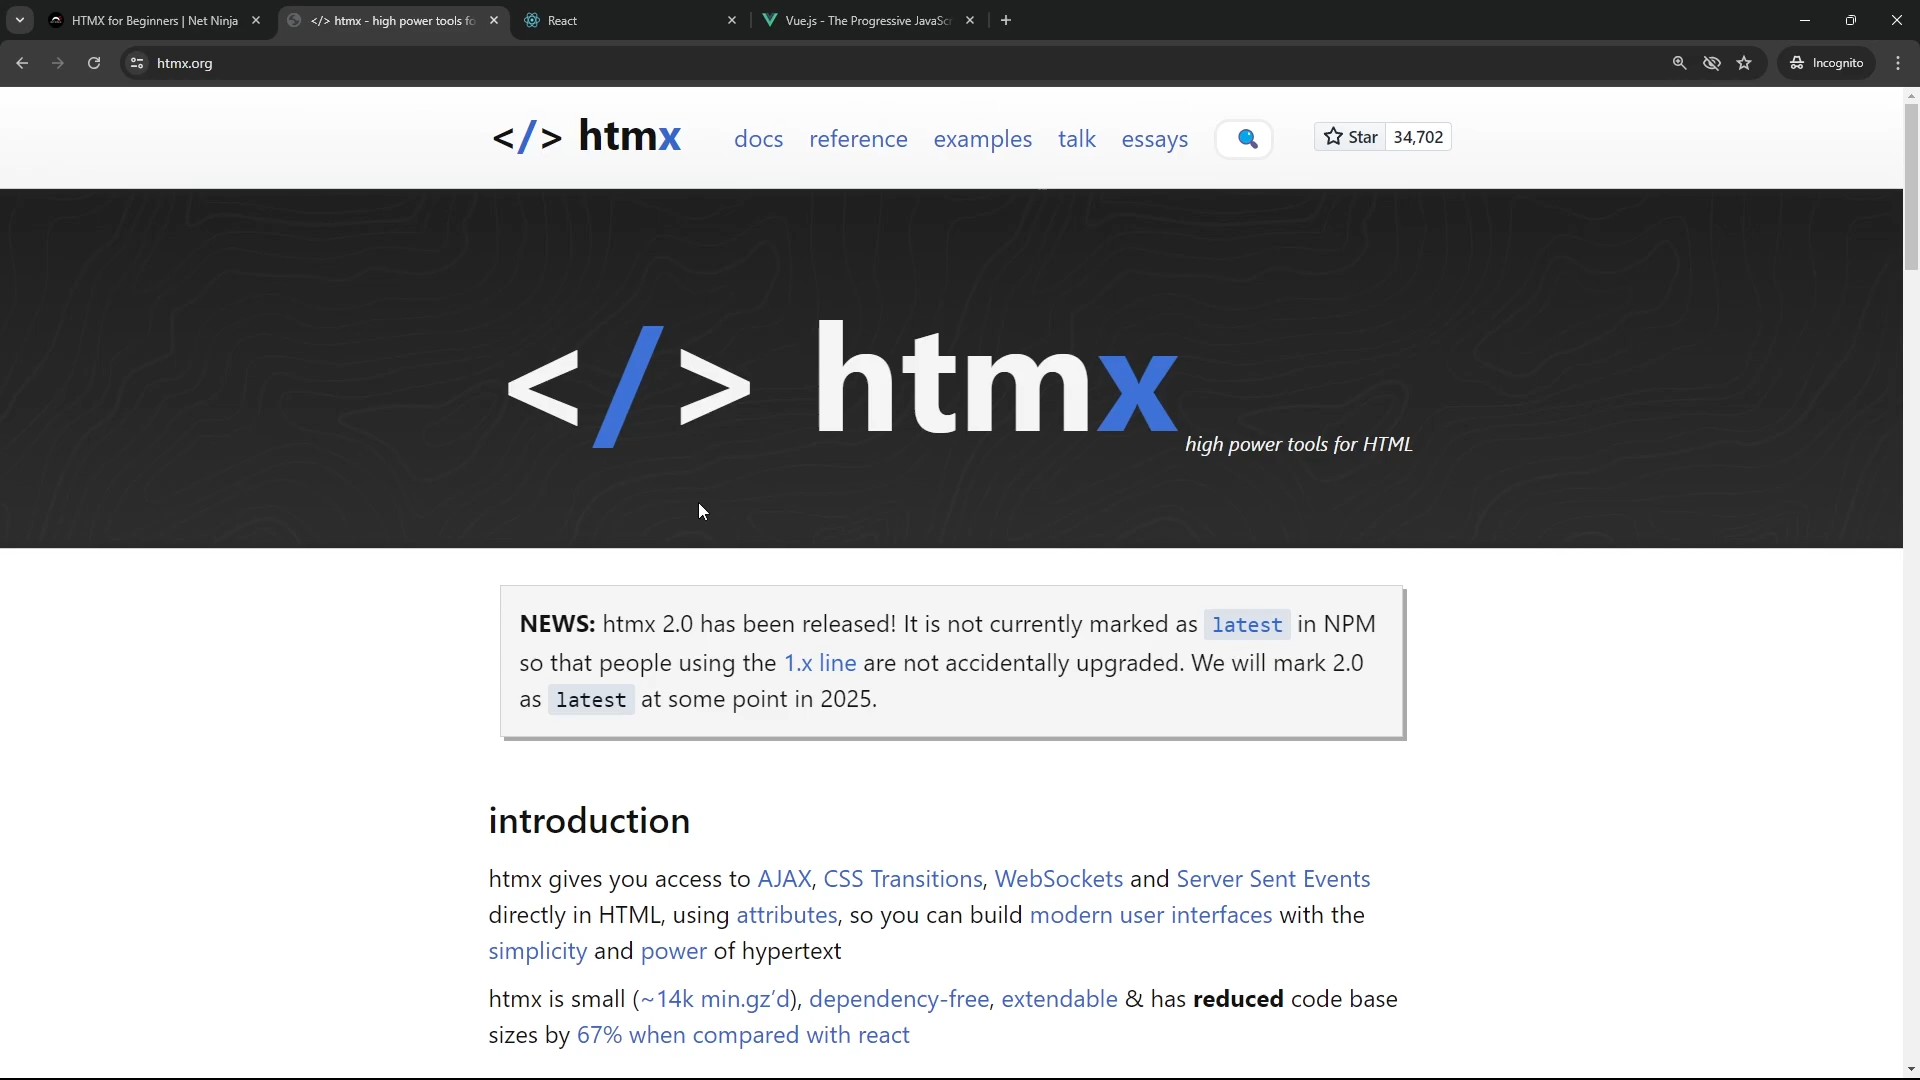 HTMX for Beginners | Net Ninja
</> htmx - high power tools fo
React
Vue.js - The Progressive JavaSc
htmx.org
Incognito
</> htmx
docs
reference
examples
talk
essays
Star
34,702
</> htmx
high power tools for HTML
NEWS: htmx 2.0 has been released! It is not currently marked as latest in NPM
so that people using the 1.x line are not accidentally upgraded. We will mark 2.0
as latest at some point in 2025.
introduction
htmx gives you access to AJAX, CSS Transitions, WebSockets and Server Sent Events
directly in HTML, using attributes, so you can build modern user interfaces with the
simplicity and power of hypertext
htmx is small (~14k min.gz'd), dependency-free, extendable & has reduced code base
sizes by 67% when compared with react